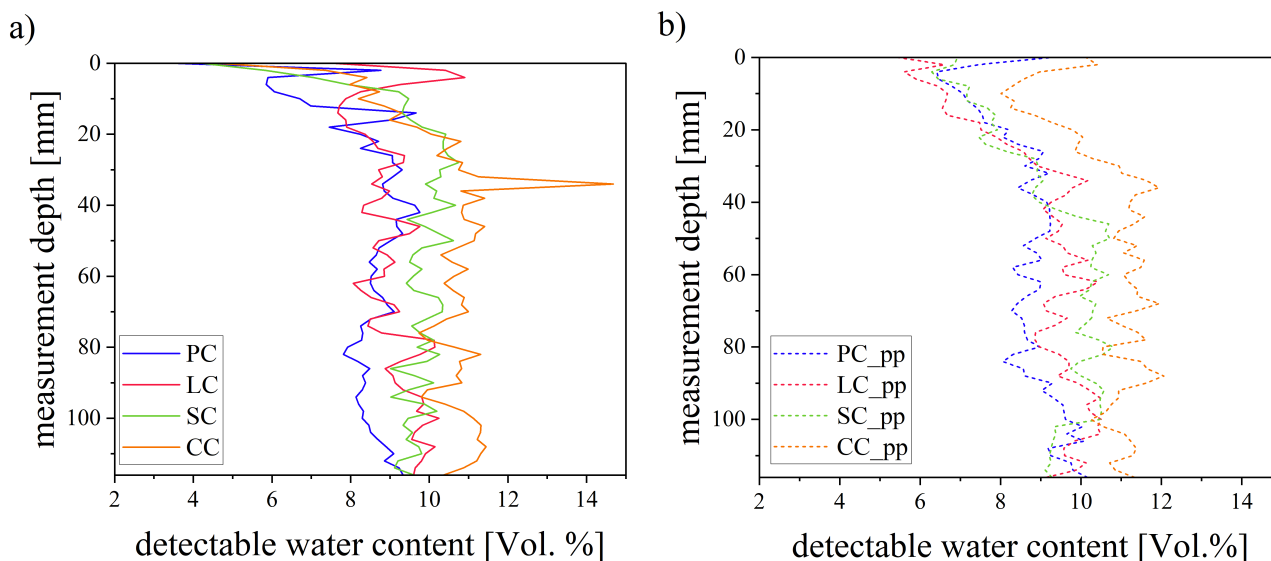 a)
measurement depth [mm]
0
20
40
60
80
100
PC
LC
SC
CC
2
4
6
8
10
12
14
detectable water content [Vol. %]
b)
measurement depth [mm]
0
20
40
60
80
100
PC_pp
LC_pp
SC_pp
CC_pp
2
4
6
8
10
12
14
detectable water content [Vol.%]